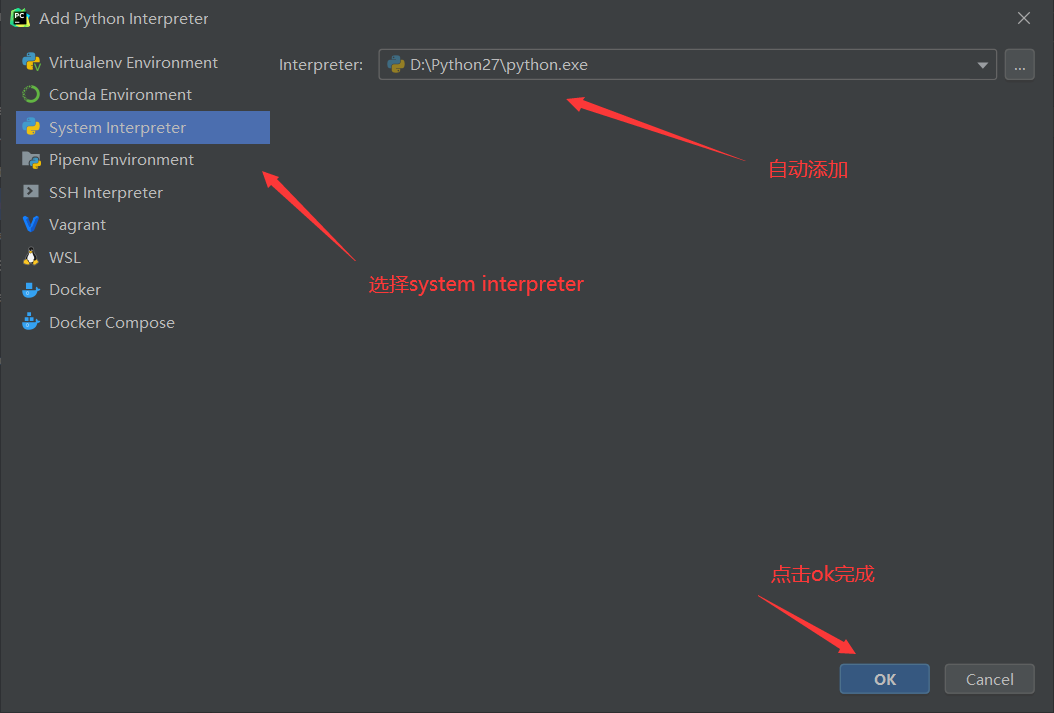 Add Python Interpreter
Virtualenv Environment
Interpreter: D:\Python27\python.exe ...
Conda Environment
System Interpreter
Pipenv Environment
自动添加
SSH Interpreter
Vagrant
WSL
选择system interpreter
Docker
Docker Compose
点击ok完成
OK Cancel